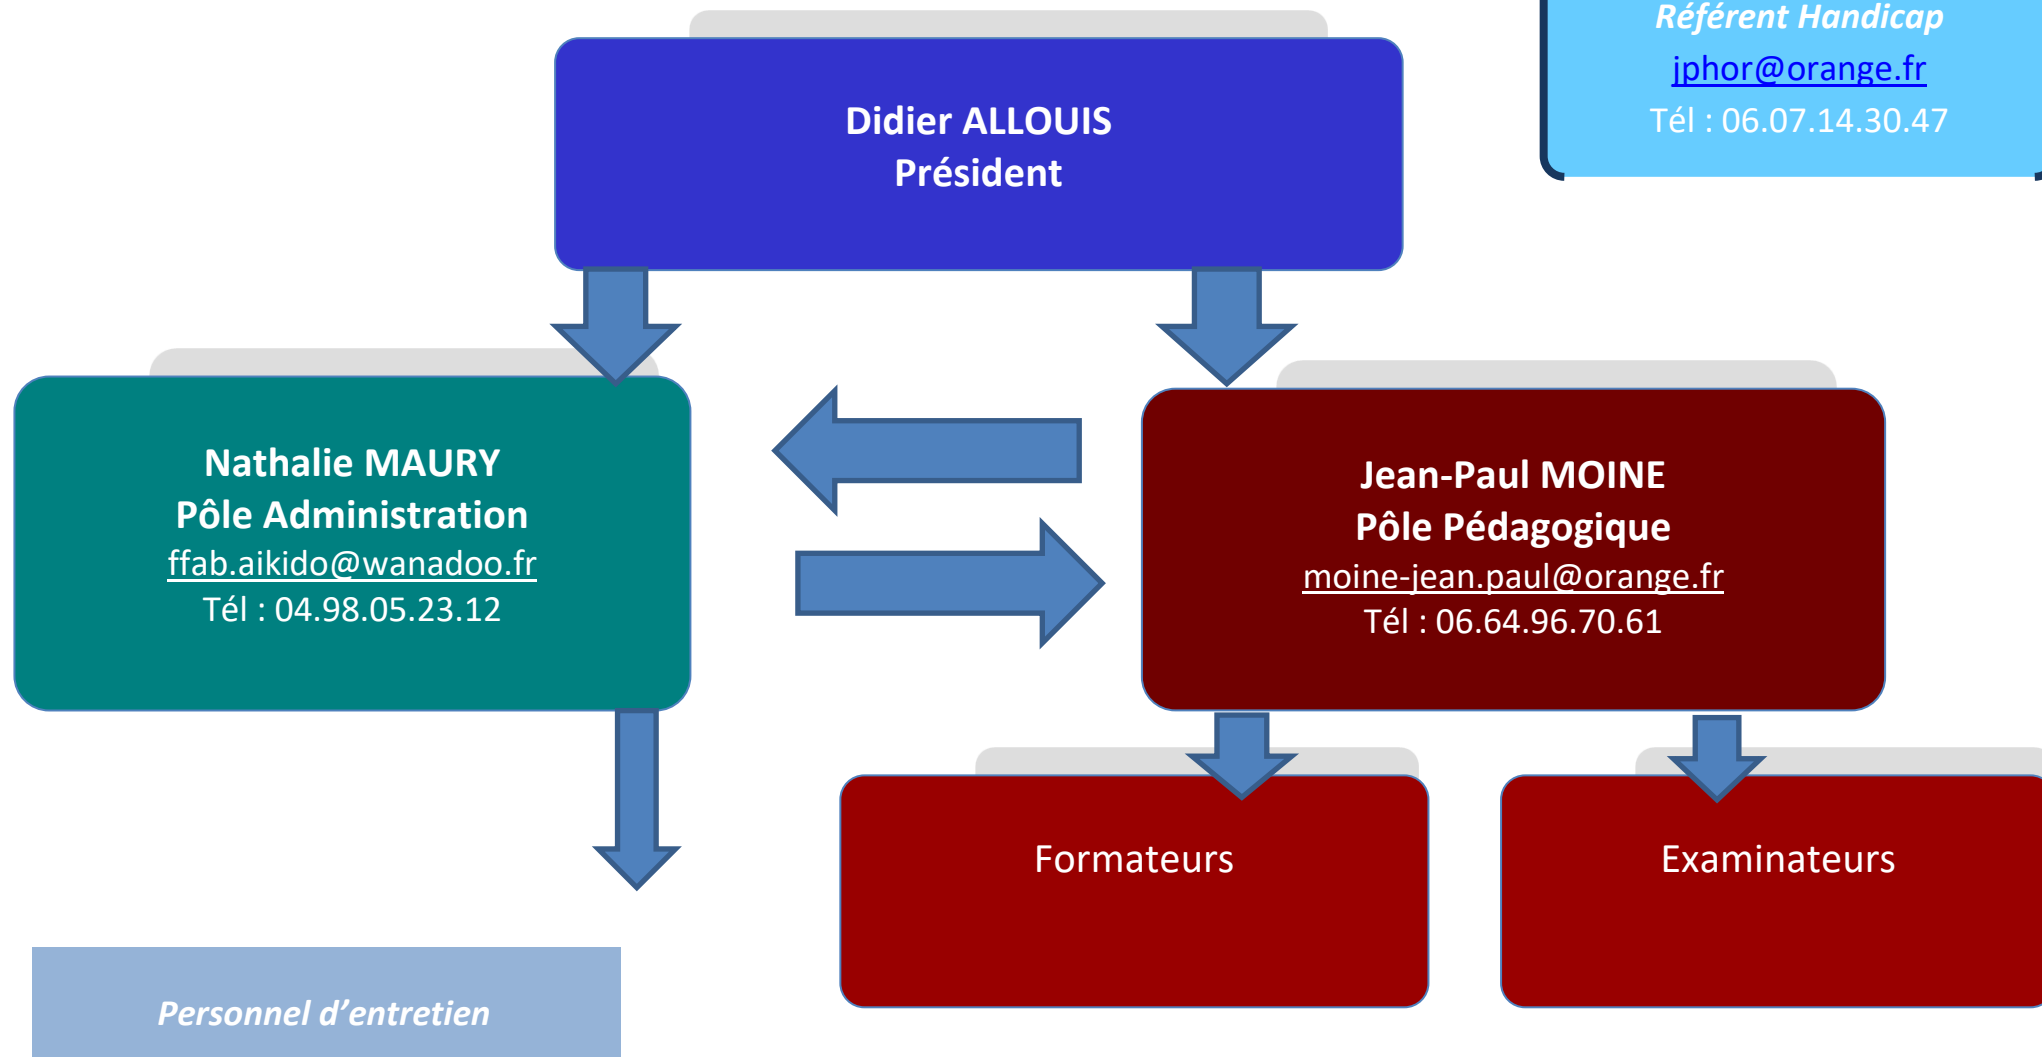 Référent Handicap
jphor@orange.fr
Tél : 06.07.14.30.47
Didier ALLOUIS
Président
Nathalie MAURY
Pôle Administration
ffab.aikido@wanadoo.fr
Tél : 04.98.05.23.12
Jean-Paul MOINE
Pôle Pédagogique
moine-jean.paul@orange.fr
Tél : 06.64.96.70.61
Formateurs
Examinateurs
Personnel d’entretien